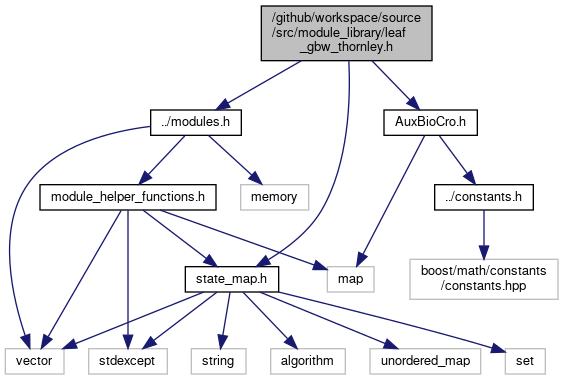 /github/workspace/source
/src/module_library/leaf
_gbw_thornley.h
../modules.h
AuxBioCro.h
module_helper_functions.h
memory
../constants.h
state_map.h
map
boost/math/constants
/constants.hpp
vector
stdexcept
string
algorithm
unordered_map
set